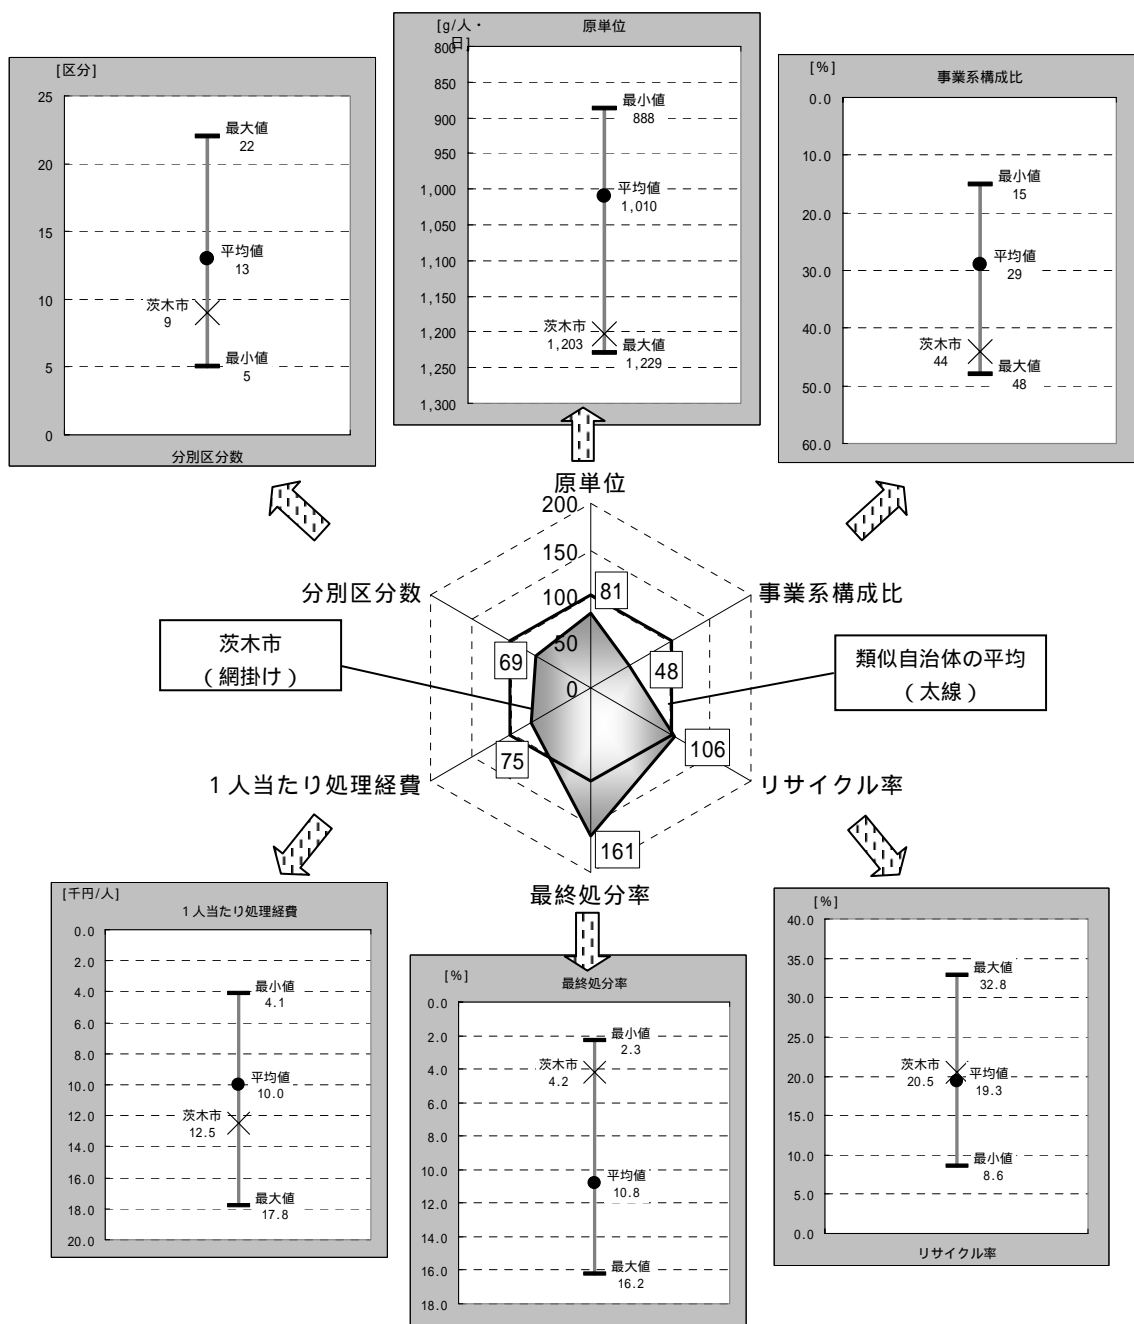 [区分]
25
20
15
10
5
0
最大値
22
平均値
13
茨木市
9
最小値
5
分別区分数
[g/人・
日]
原単位
800
850
900
950
1,000
1,050
1,100
1,150
1,200
1,250
1,300
最小値
888
平均値
1,010
茨木市
1,203
最大値
1,229
[%]
事業系構成比
0.0
10.0
20.0
30.0
40.0
50.0
60.0
最小値
15
平均値
29
茨木市
44
最大値
48
原単位
200
150
100
50
0
81
分別区分数
事業系構成比
茨木市
(網掛け)
69
48
類似自治体の平均
(太線)
75
106
1人当たり処理経費
リサイクル率
161
最終処分率
[千円/人]
1人当たり処理経費
0.0
2.0
4.0
6.0
8.0
10.0
12.0
14.0
16.0
18.0
20.0
最小値
4.1
平均値
10.0
茨木市
12.5
最大値
17.8
[%]
最終処分率
0.0
2.0
4.0
6.0
8.0
10.0
12.0
14.0
16.0
18.0
最小値
2.3
茨木市
4.2
平均値
10.8
最大値
16.2
[%]
40.0
35.0
30.0
25.0
20.0
15.0
10.0
5.0
0.0
最大値
32.8
茨木市
20.5
平均値
19.3
最小値
8.6
リサイクル率